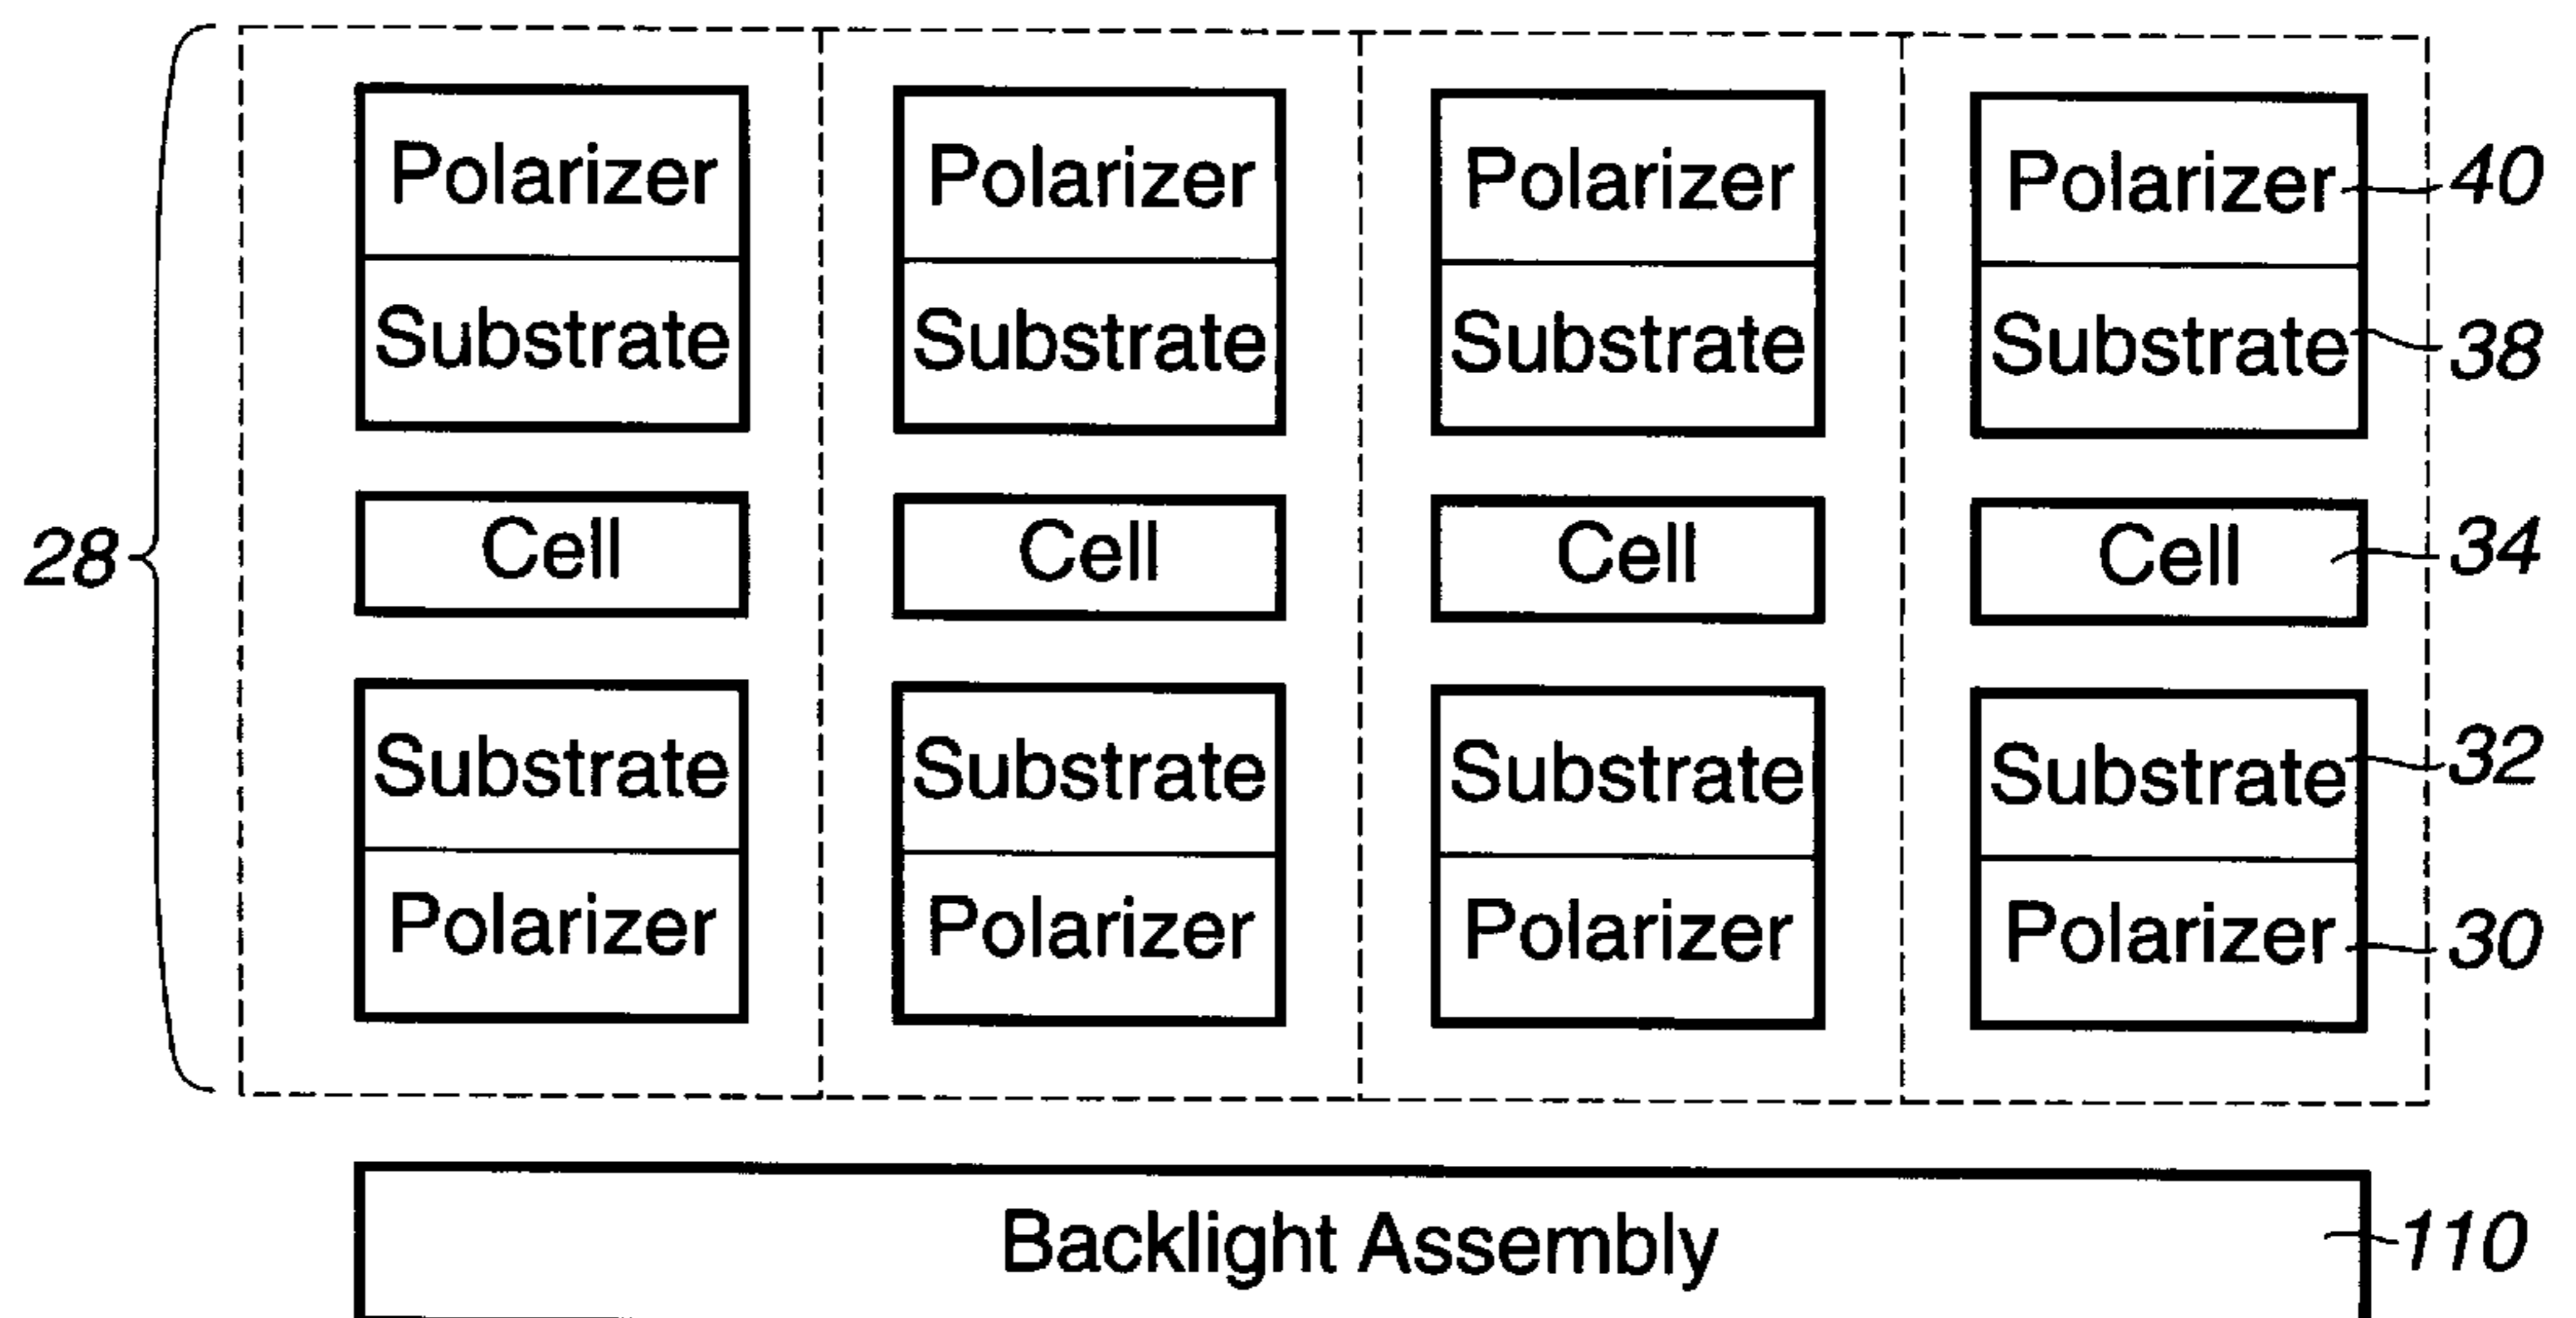 Polarizer Polarizer Polarizer Polarizer 40
Substrate Substrate Substrate Substrate 38
28 Cell Cell Cell Cell 34
Substrate Substrate Substrate Substrate 32
Polarizer Polarizer Polarizer Polarizer 30
Backlight Assembly 110